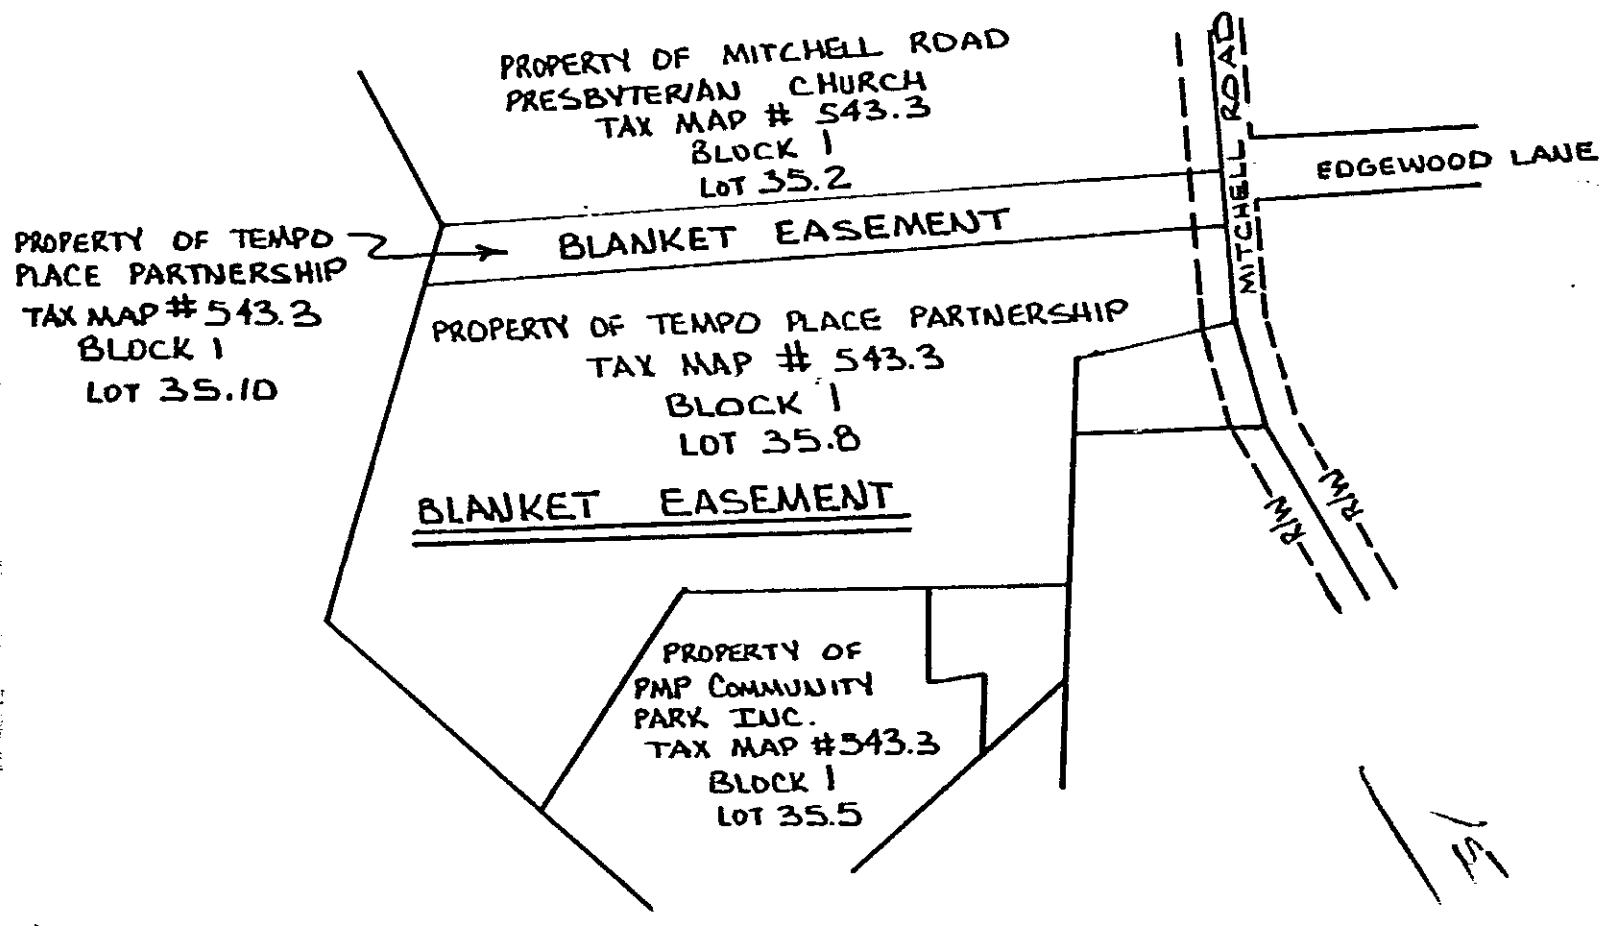 PROPERTY OF MITCHELL ROAD
PRESBYTERIAN CHURCH
TAX MAP # 543.3
BLOCK 1
LOT 35.2
MITCHELL ROAD
EDGEWOOD LANE
BLANKET EASEMENT
PROPERTY OF TEMPO
PLACE PARTNERSHIP
TAX MAP # 543.3
BLOCK 1
LOT 35.10
PROPERTY OF TEMPO PLACE PARTNERSHIP
TAX MAP # 543.3
BLOCK 1
LOT 35.8
BLANKET EASEMENT
R/W
R/W
PROPERTY OF
PMP COMMUNITY
PARK INC.
TAX MAP #543.3
BLOCK 1
LOT 35.5